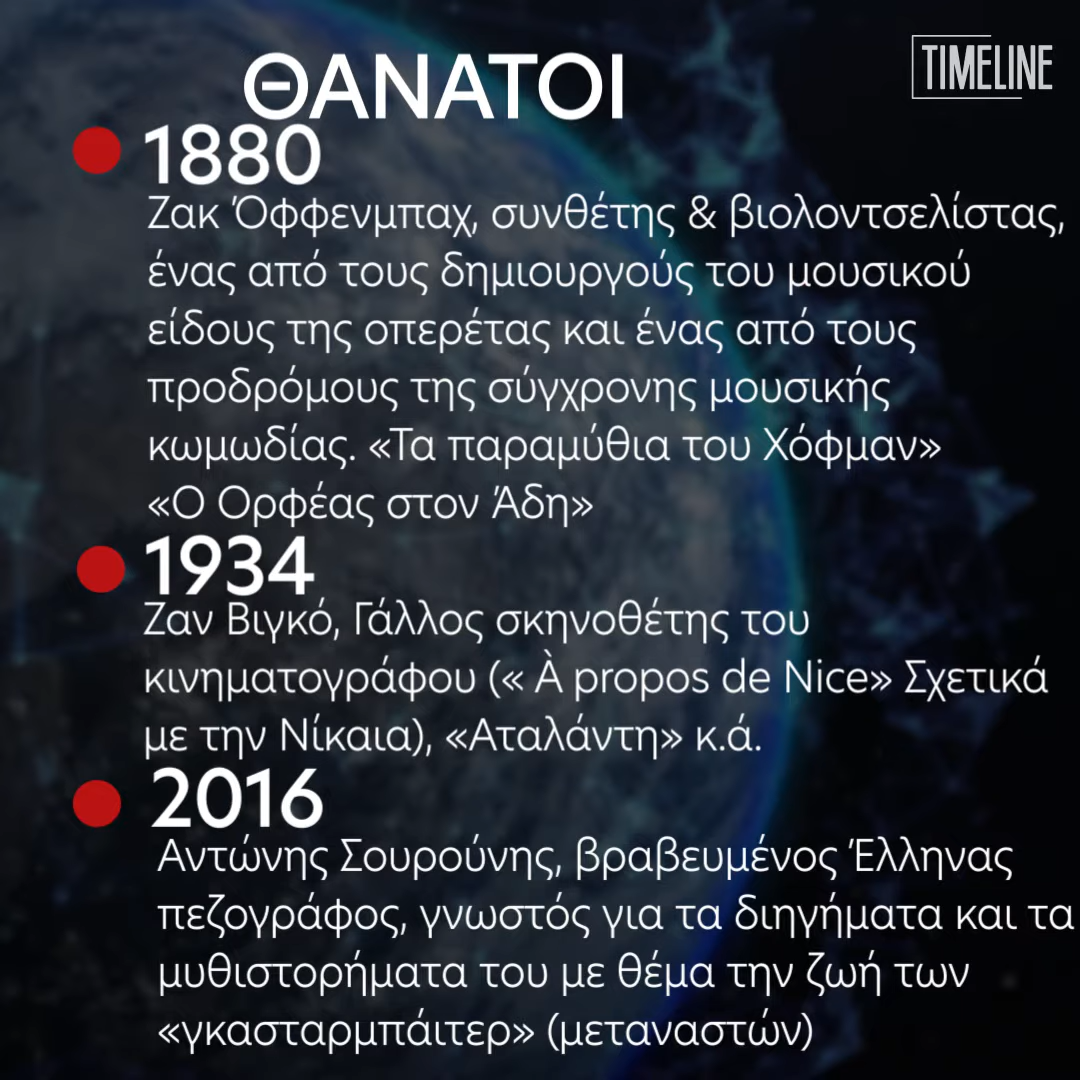 ΘΑΝΑΤΟΙ
TIMELINE
1880
Ζακ Όφφενμπαχ, συνθέτης & βιολοντσελίστας,
ένας από τους δημιουργούς του μουσικού
είδους της οπερέτας και ένας από τους
προδρόμους της σύγχρονης μουσικής
κωμωδίας. «Τα παραμύθια του Χόφμαν»
«Ο Ορφέας στον Άδη»
1934
Ζαν Βιγκό, Γάλλος σκηνοθέτης του
κινηματογράφου (« À propos de Nice» Σχετικά
με την Νίκαια), «Αταλάντη» κ.ά.
2016
Αντώνης Σουρούνης, βραβευμένος Έλληνας
πεζογράφος, γνωστός για τα διηγήματα και τα
μυθιστορήματα του με θέμα την ζωή των
«γκασταρμπάιτερ» (μεταναστών)